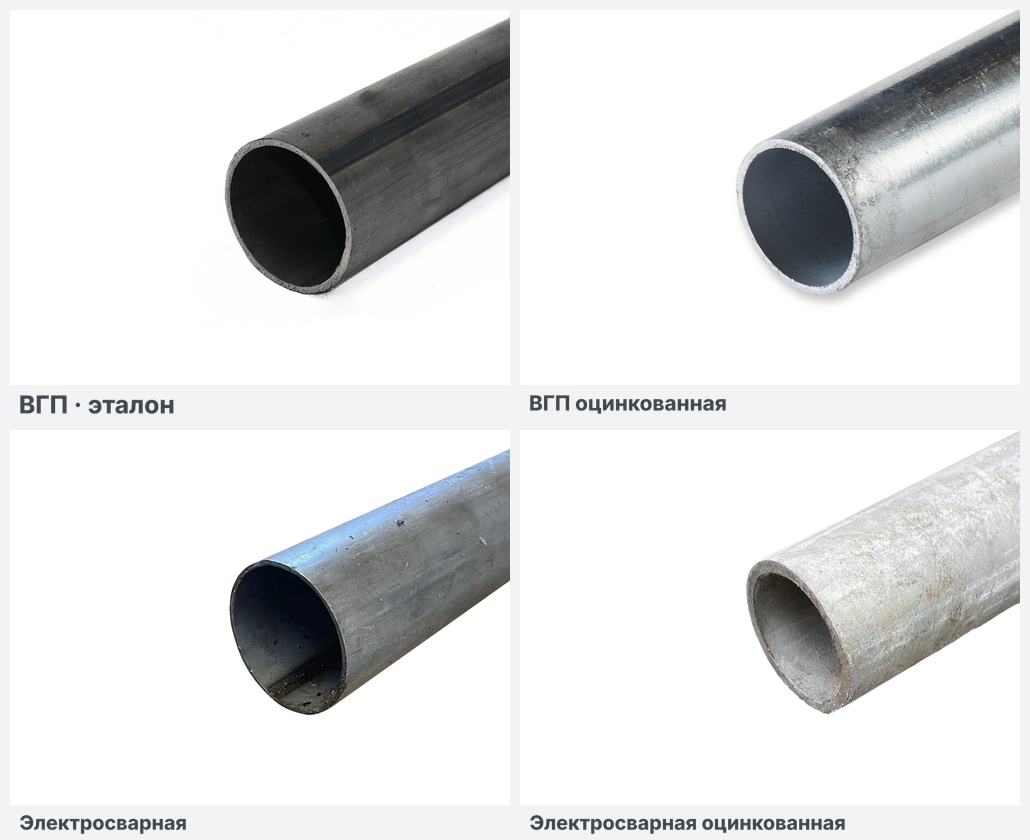 ВГП · эталон
ВГП оцинкованная
Электросварная
Электросварная оцинкованная